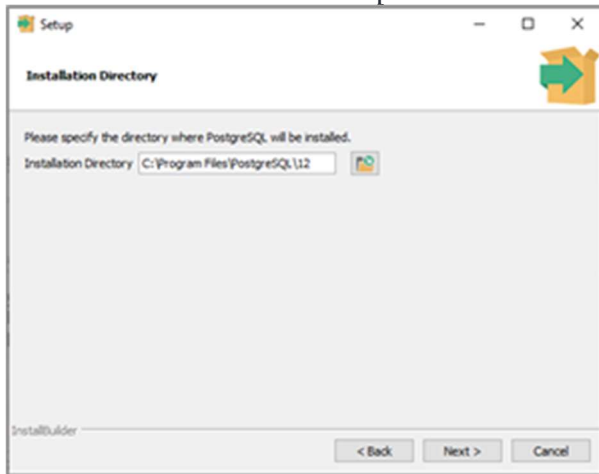 Setup
Installation Directory
Please specify the directory where PostgreSQL will be installed.
Installation Directory C:\Program Files\PostgreSQL\12
InstallBuilder
< Back Next > Cancel